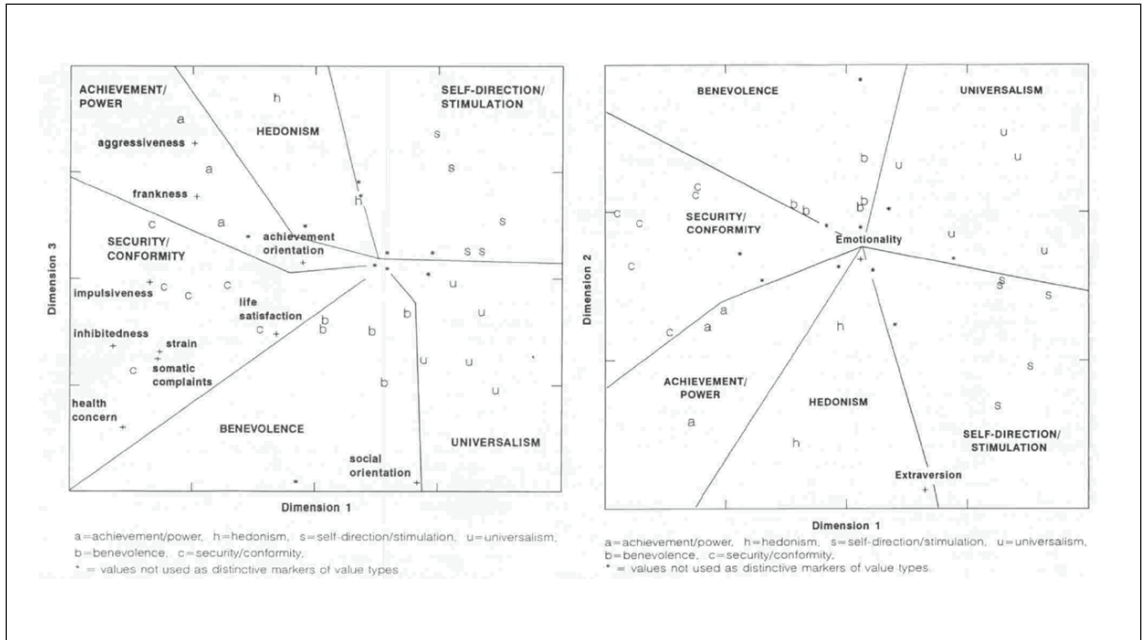 ACHIEVEMENT/
POWER
SELF-DIRECTION/
STIMULATION
h
a
HEDONISM
s
aggressiveness +
a
s
frankness +
*
*
h
c
a
*
s
*
achievement
orientation
+
SECURITY/
CONFORMITY
*
s s
*
*
*
*
impulsiveness
+
c
c
c
u
life
satisfaction
+
b
b
b
b
u
c
inhibitedness
+
strain
+
+
somatic
complaints
c
u
u
u
b
health
concern
+
BENEVOLENCE
UNIVERSALISM
social
orientation
+
*
Dimension 3
Dimension 1
a=achievement/power, h=hedonism, s=self-direction/stimulation, u=universalism,
b=benevolence, c=security/conformity,
* = values not used as distinctive markers of value types.
*
BENEVOLENCE
UNIVERSALISM
u
b
u
u
c
c
b
b
b
b
b
*
c
c
SECURITY/
CONFORMITY
*
*
Emotionality
+
u
*
*
*
*
*
u
c
s
s
s
a
a
c
h
*
s
ACHIEVEMENT/
POWER
HEDONISM
s
a
h
SELF-DIRECTION/
STIMULATION
Extraversion
+
Dimension 2
Dimension 1
a=achievement/power, h=hedonism, s=self-direction/stimulation, u=universalism,
b=benevolence, c=security/conformity,
* = values not used as distinctive markers of value types.